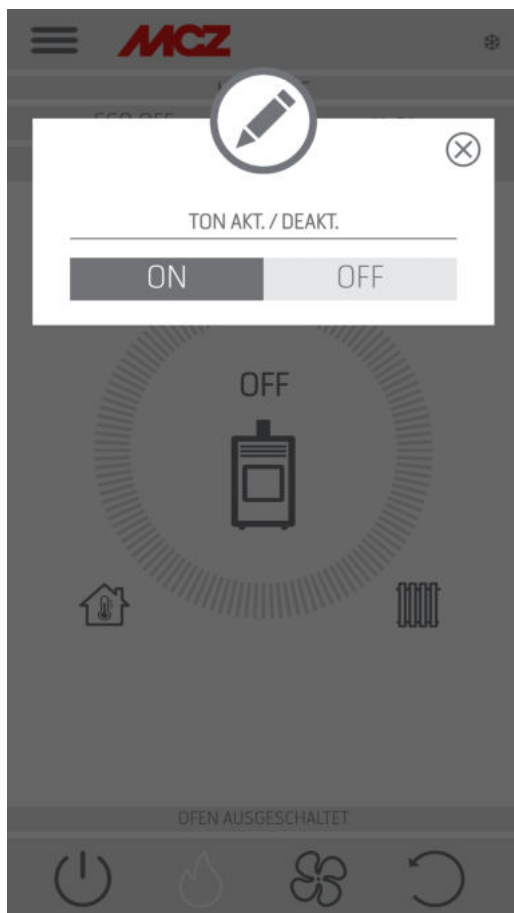 MCZ
TON AKT. / DEAKT.
ON OFF
OFF
OFEN AUSGESCHALTET